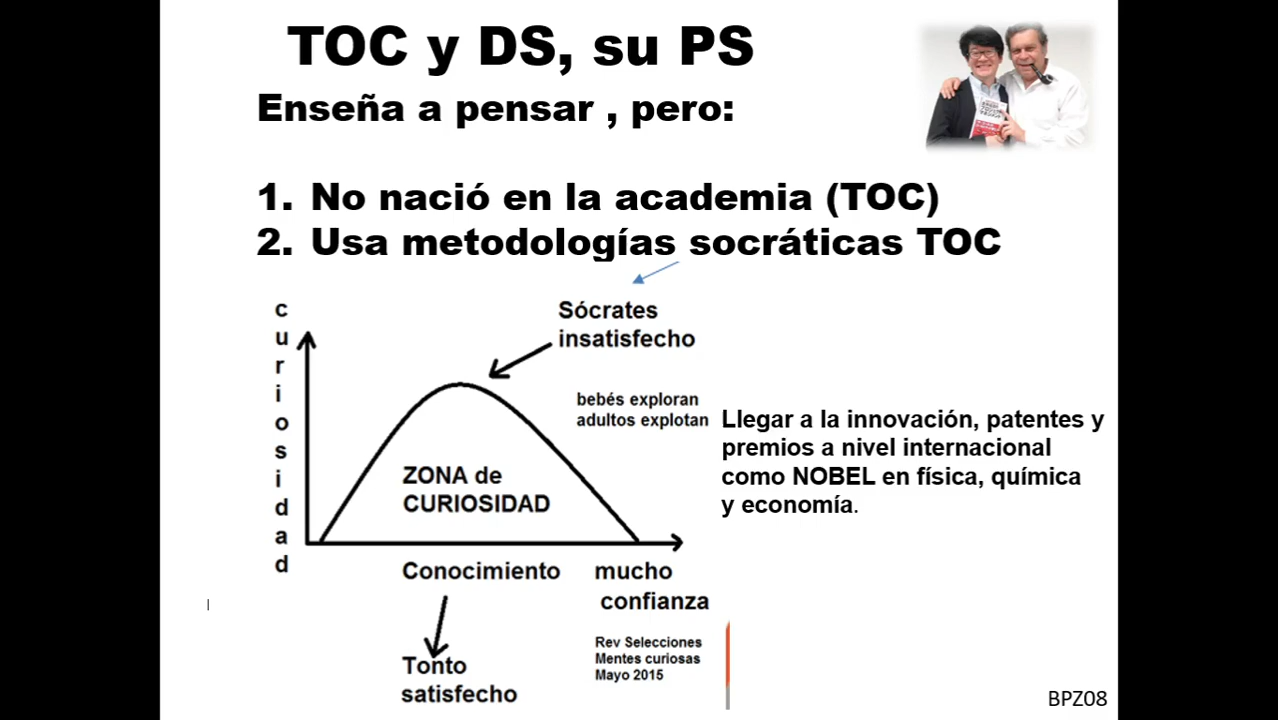 TOC y DS, su PS
Enseña a pensar , pero:
1. No nació en la academia (TOC)
2. Usa metodologías socráticas TOC
curiosidad
Sócrates
insatisfecho
bebés exploran
adultos explotan
ZONA de
CURIOSIDAD
Conocimiento
mucho
confianza
Tonto
satisfecho
Rev Selecciones
Mentes curiosas
Mayo 2015
Llegar a la innovación, patentes y
premios a nivel internacional
como NOBEL en física, química
y economía.
BPZ08